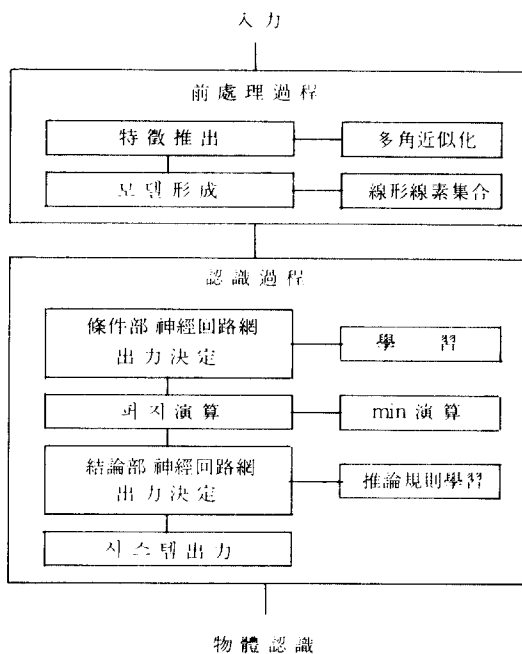 入力
前處理過程
特徵推出
多角近似化
모델形成
線形線素集合
認識過程
條件部 神經回路網
出力決定
學習
퍼지演算
min 演算
結論部 神經回路網
出力決定
推論規則學習
시스템出力
物體認識